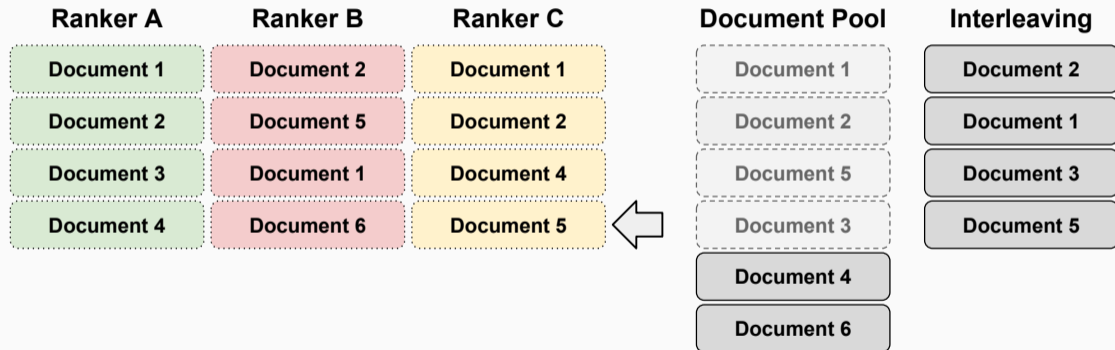 Ranker A Ranker B Ranker C Document Pool Interleaving
Document 1 Document 2 Document 1 Document 1 Document 2
Document 2 Document 5 Document 2 Document 2 Document 1
Document 3 Document 1 Document 4 Document 5 Document 3
Document 4 Document 6 Document 5 Document 3 Document 5
Document 4
Document 6